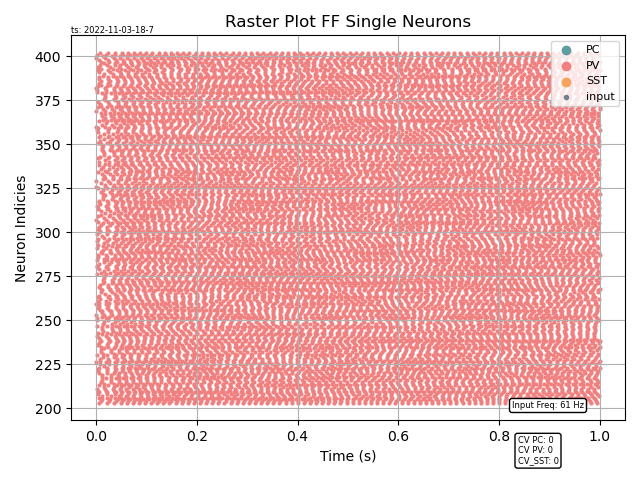 Raster Plot FF Single Neurons
ts: 2022-11-03-18-7
PC
PV
SST
input
400
375
350
325
300
275
250
225
200
Neuron Indicies
Input Freq: 61 Hz
0.0 0.2 0.4 0.6 0.8 1.0
Time (s)
CV PC: 0
CV PV: 0
CV_SST: 0